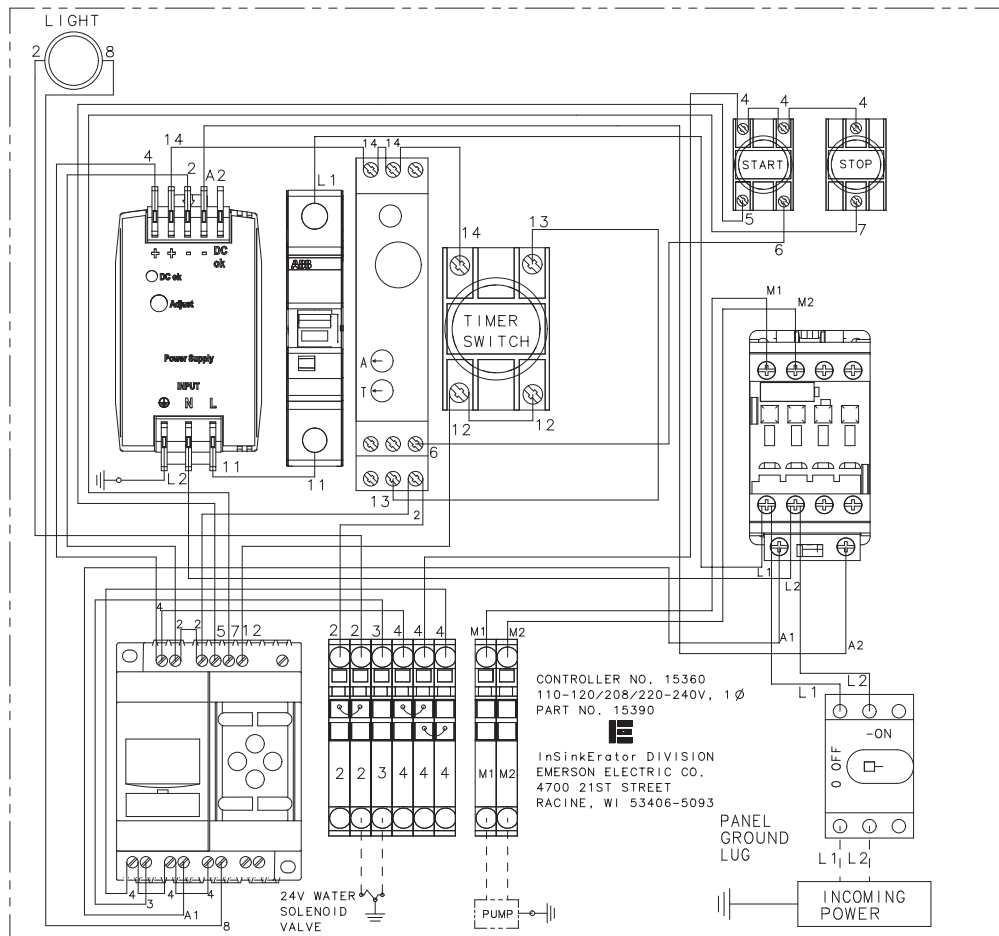 LIGHT
2 8
4 14 2 A2
+ + - - DC
ok
DC ok
Adjust
Power Supply
INPUT
N L
L2 11
L1
ABB
11
14 14
A
T
6
13
2
14 13
TIMER
SWITCH
12 12
4 4 4
START STOP
5 6 7
M1 M2
L1 L2
A1 A2
4 2 2 5 7 12
4 4 4
3
A1
8
2 2 3 4 4 4
2 2 3 4 4 4
M1 M2
M1 M2
24V WATER
SOLENOID
VALVE
PUMP
CONTROLLER NO. 15360
110-120/208/220-240V, 1Ø
PART NO. 15390
InSinkErator DIVISION
EMERSON ELECTRIC CO.
4700 21ST STREET
RACINE, WI 53406-5093
L1 L2
-ON
0 OFF
PANEL
GROUND
LUG
L1 L2
INCOMING
POWER